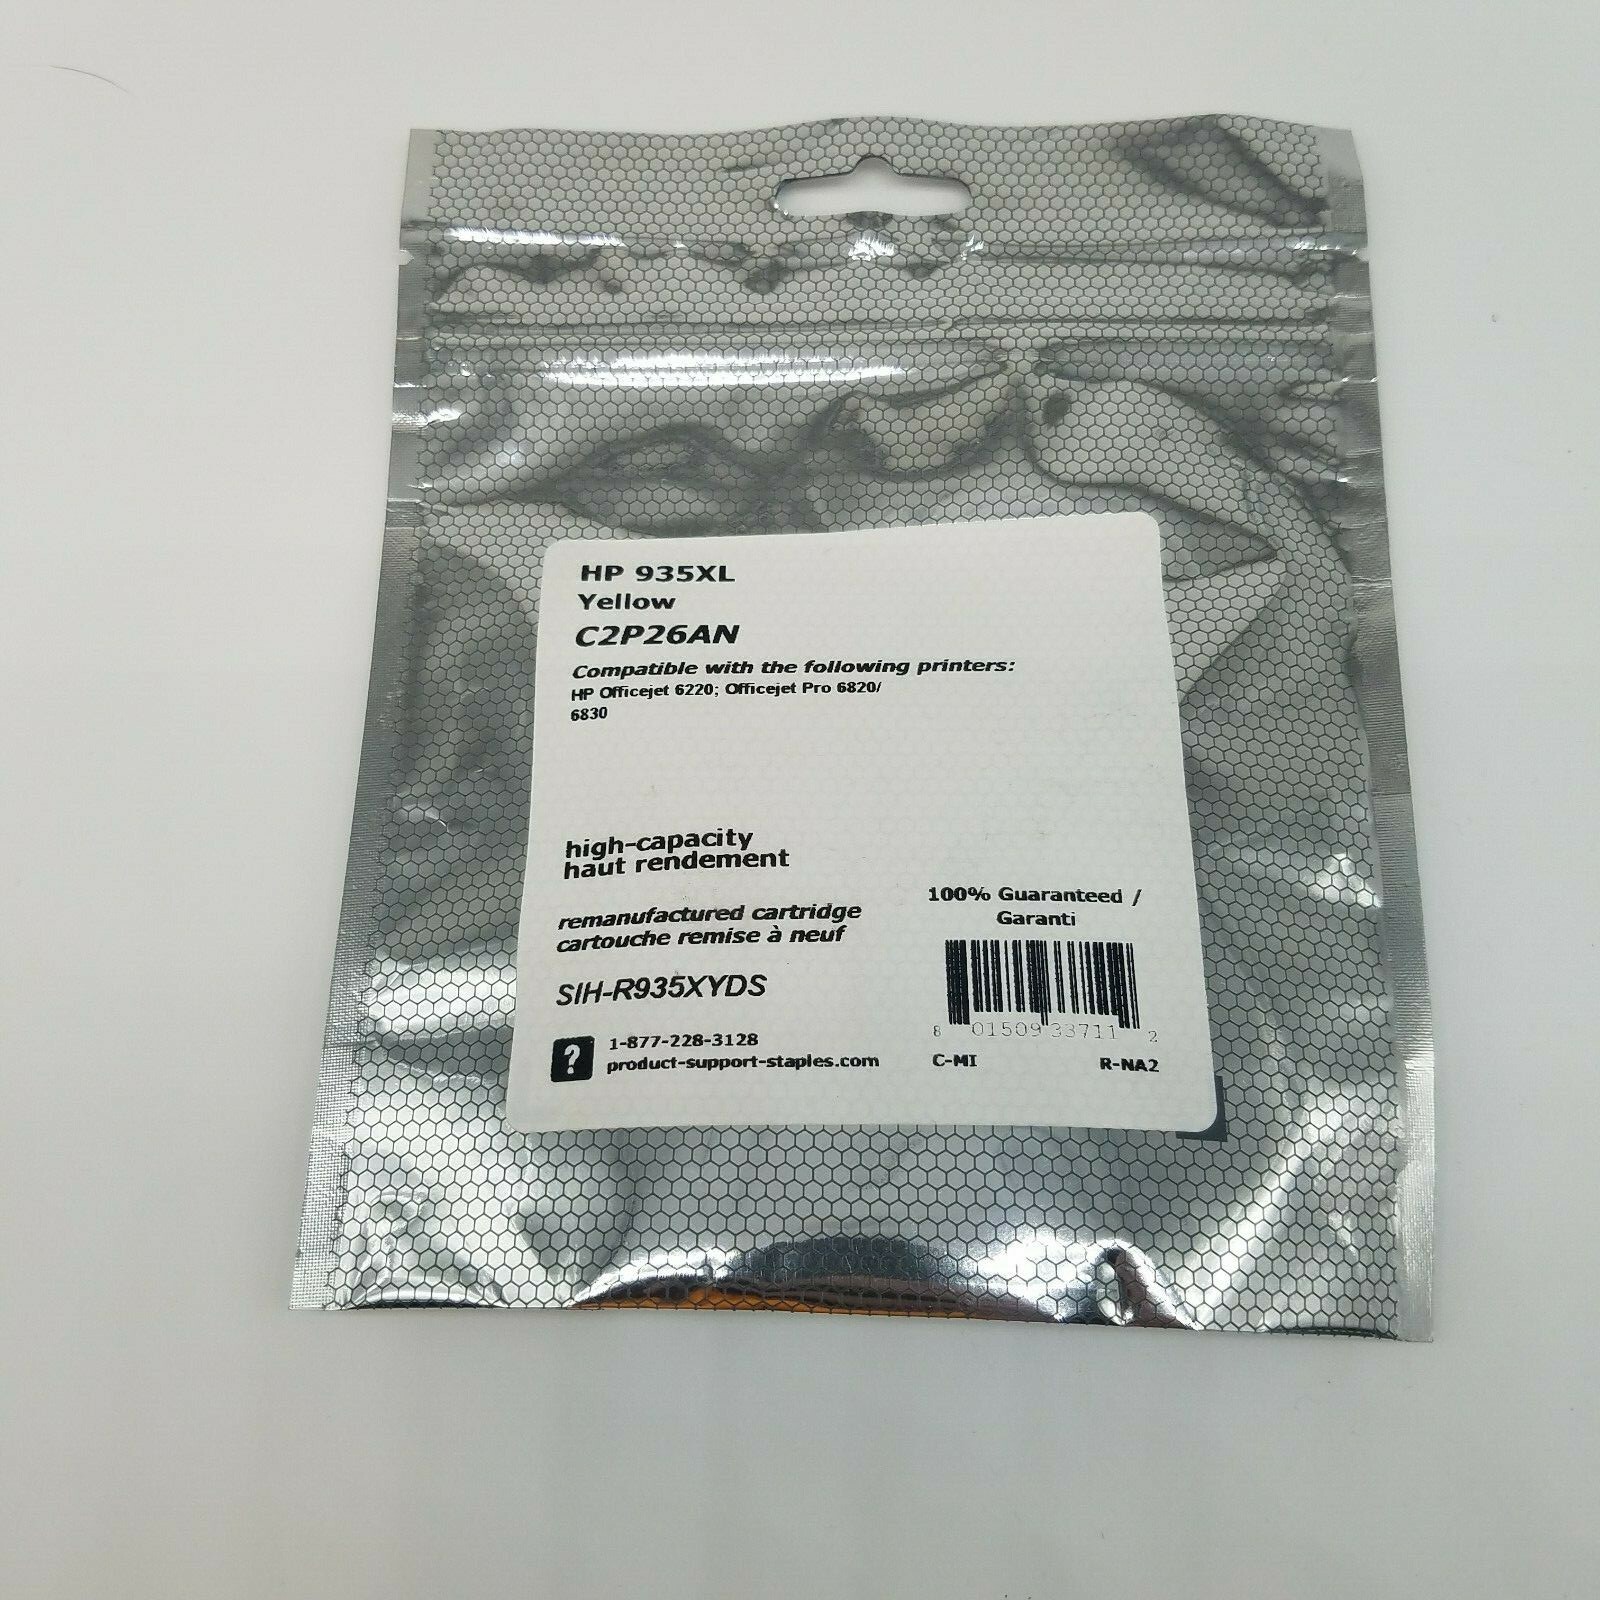 HP 935XL
Yellow
C2P26AN
Compatible with the following printers:
HP Officejet 6220; Officejet Pro 6820/
6830
high-capacity
haut rendement
remanufactured cartridge
cartouche remise à neuf
SIH-R935XYDS
?
1-877-228-3128
product-support-staples.com
100% Guaranteed /
Garanti
8 01509 33711 2
C-MI R-NA2